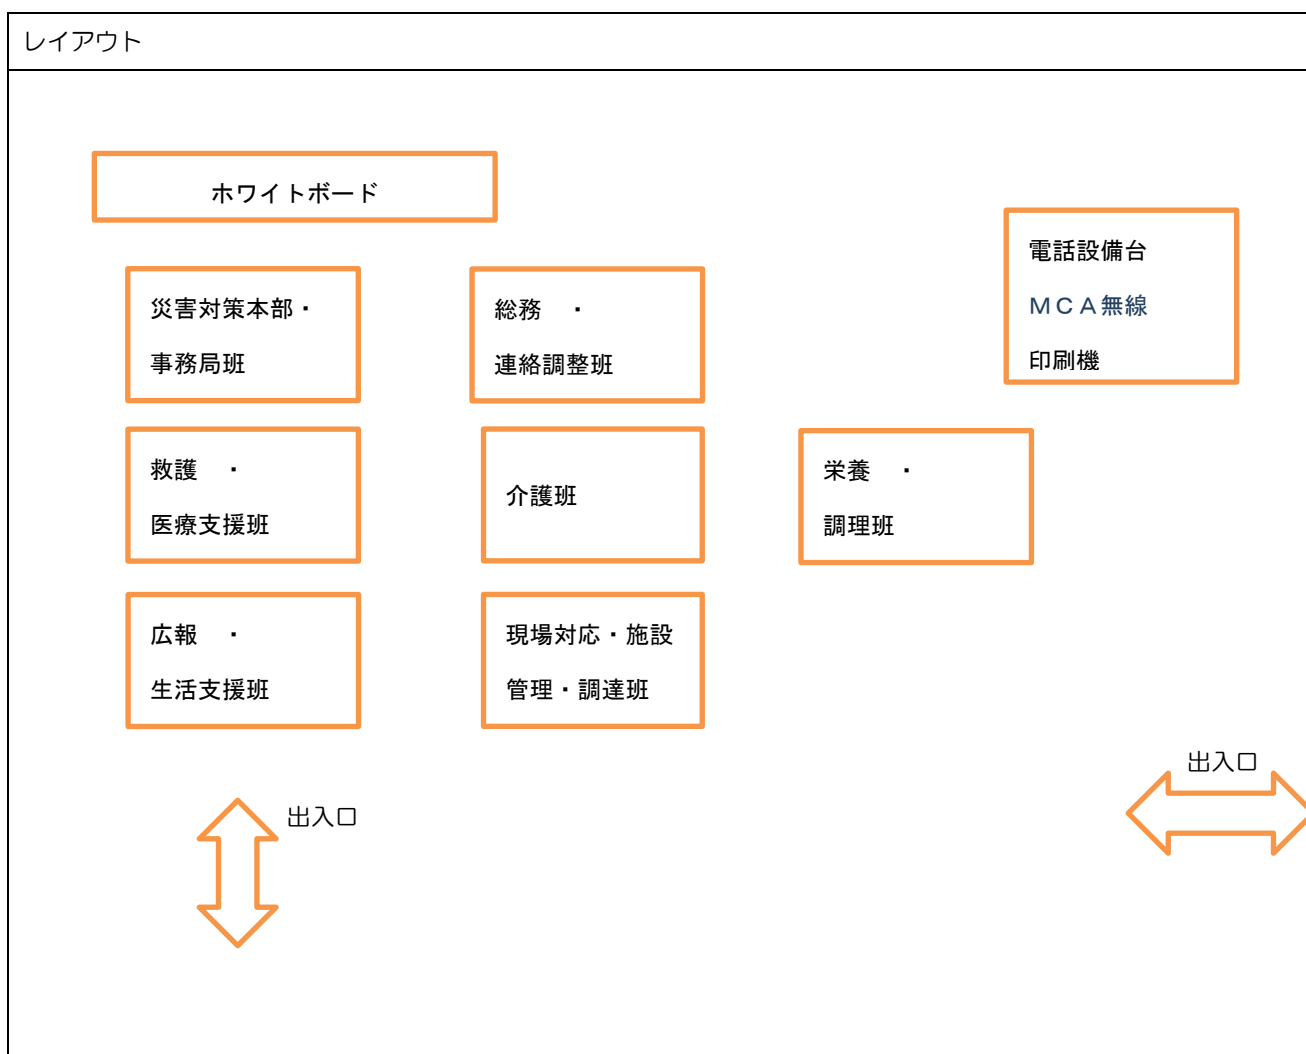 レイアウト
ホワイトボード
電話設備台
ＭＣＡ無線
印刷機
災害対策本部・
事務局班
総務　・
連絡調整班
救護　・
医療支援班
介護班
栄養　・
調理班
広報　・
生活支援班
現場対応・施設
管理・調達班
出入口
出入口